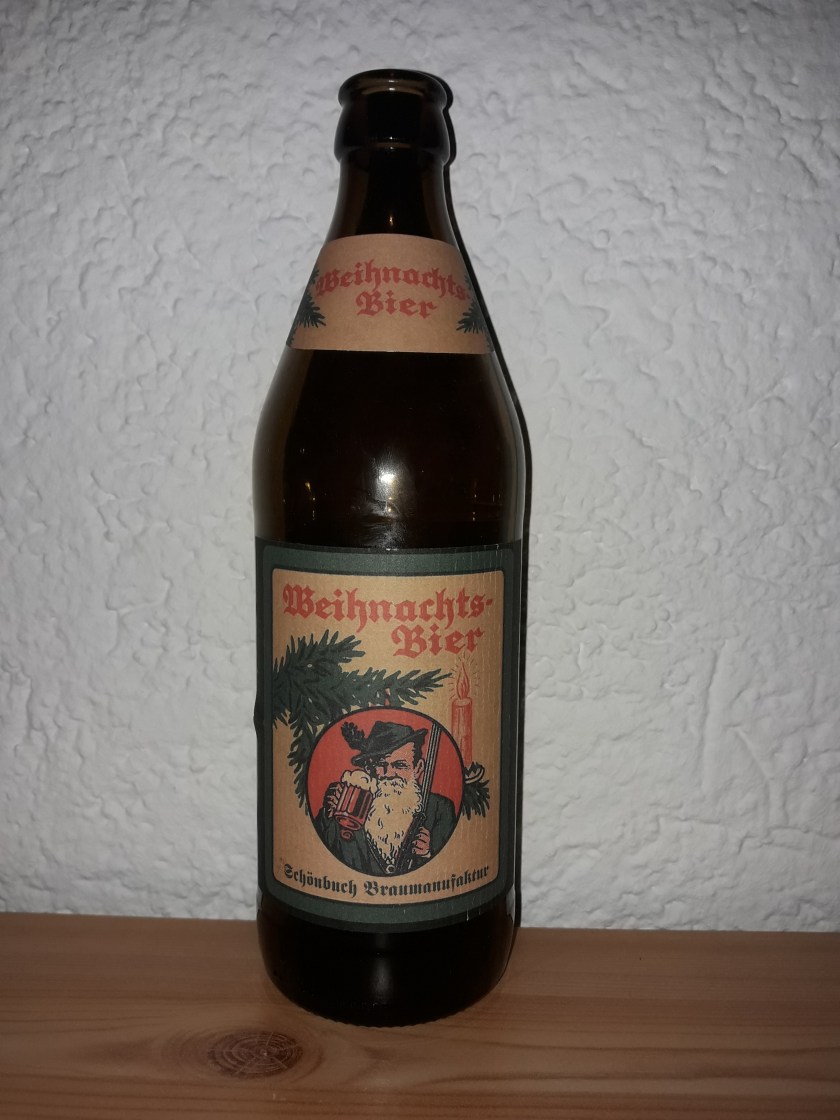 Weihnachts-
Bier
Weihnachts-
Bier
Schönbuch Braumanufaktur